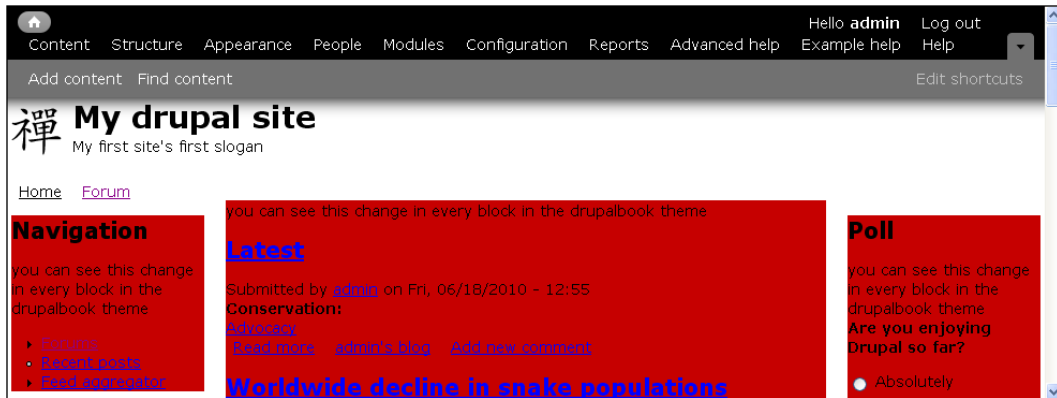 Hello admin Log out
Content Structure Appearance People Modules Configuration Reports Advanced help Example help Help
Add content Find content Edit shortcuts
禪 My drupal site
My first site's first slogan
Home Forum
Navigation
you can see this change
in every block in the
drupalbook theme
Forums
Recent posts
Feed aggregator
you can see this change in every block in the drupalbook theme
Latest
Submitted by admin on Fri, 06/18/2010 - 12:55
Conservation:
Advocacy
Read more admin's blog Add new comment
Worldwide decline in snake populations
Poll
you can see this change
in every block in the
drupalbook theme
Are you enjoying
Drupal so far?
Absolutely